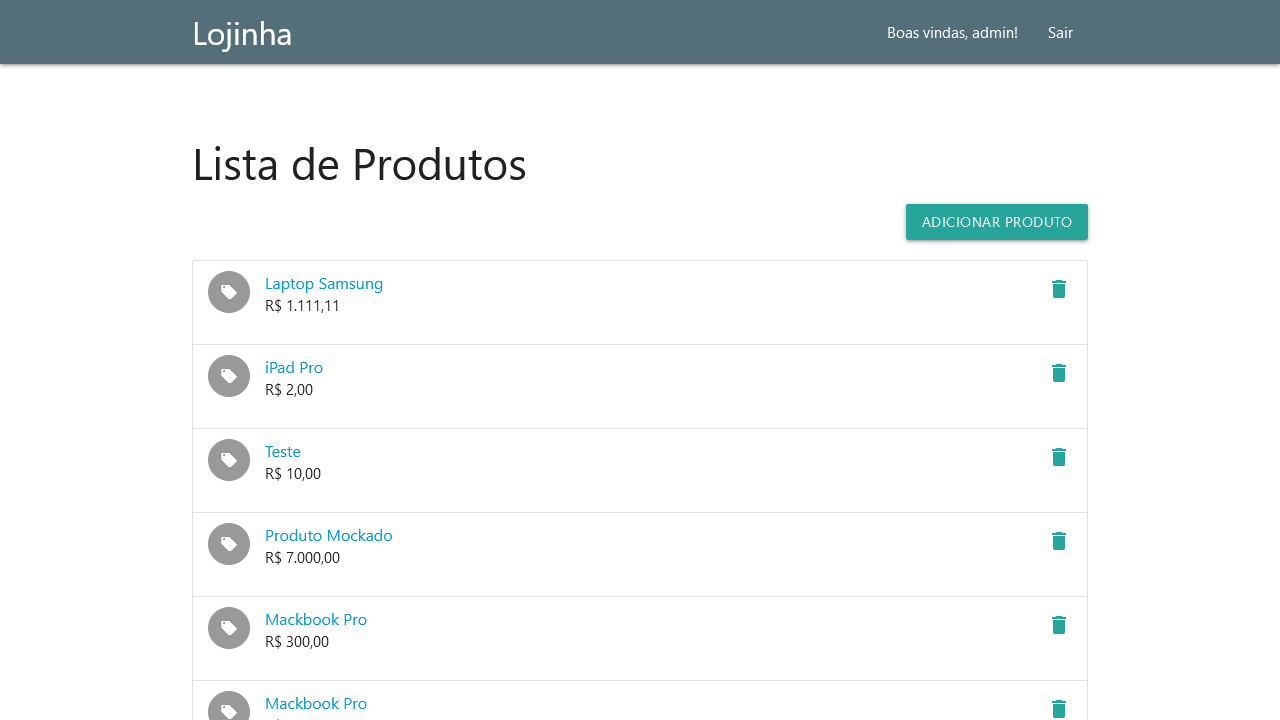 Lojinha
Boas vindas, admin!
Sair
Lista de Produtos
ADICIONAR PRODUTO
Laptop Samsung
R$ 1.111,11
iPad Pro
R$ 2,00
Teste
R$ 10,00
Produto Mockado
R$ 7.000,00
Mackbook Pro
R$ 300,00
Mackbook Pro